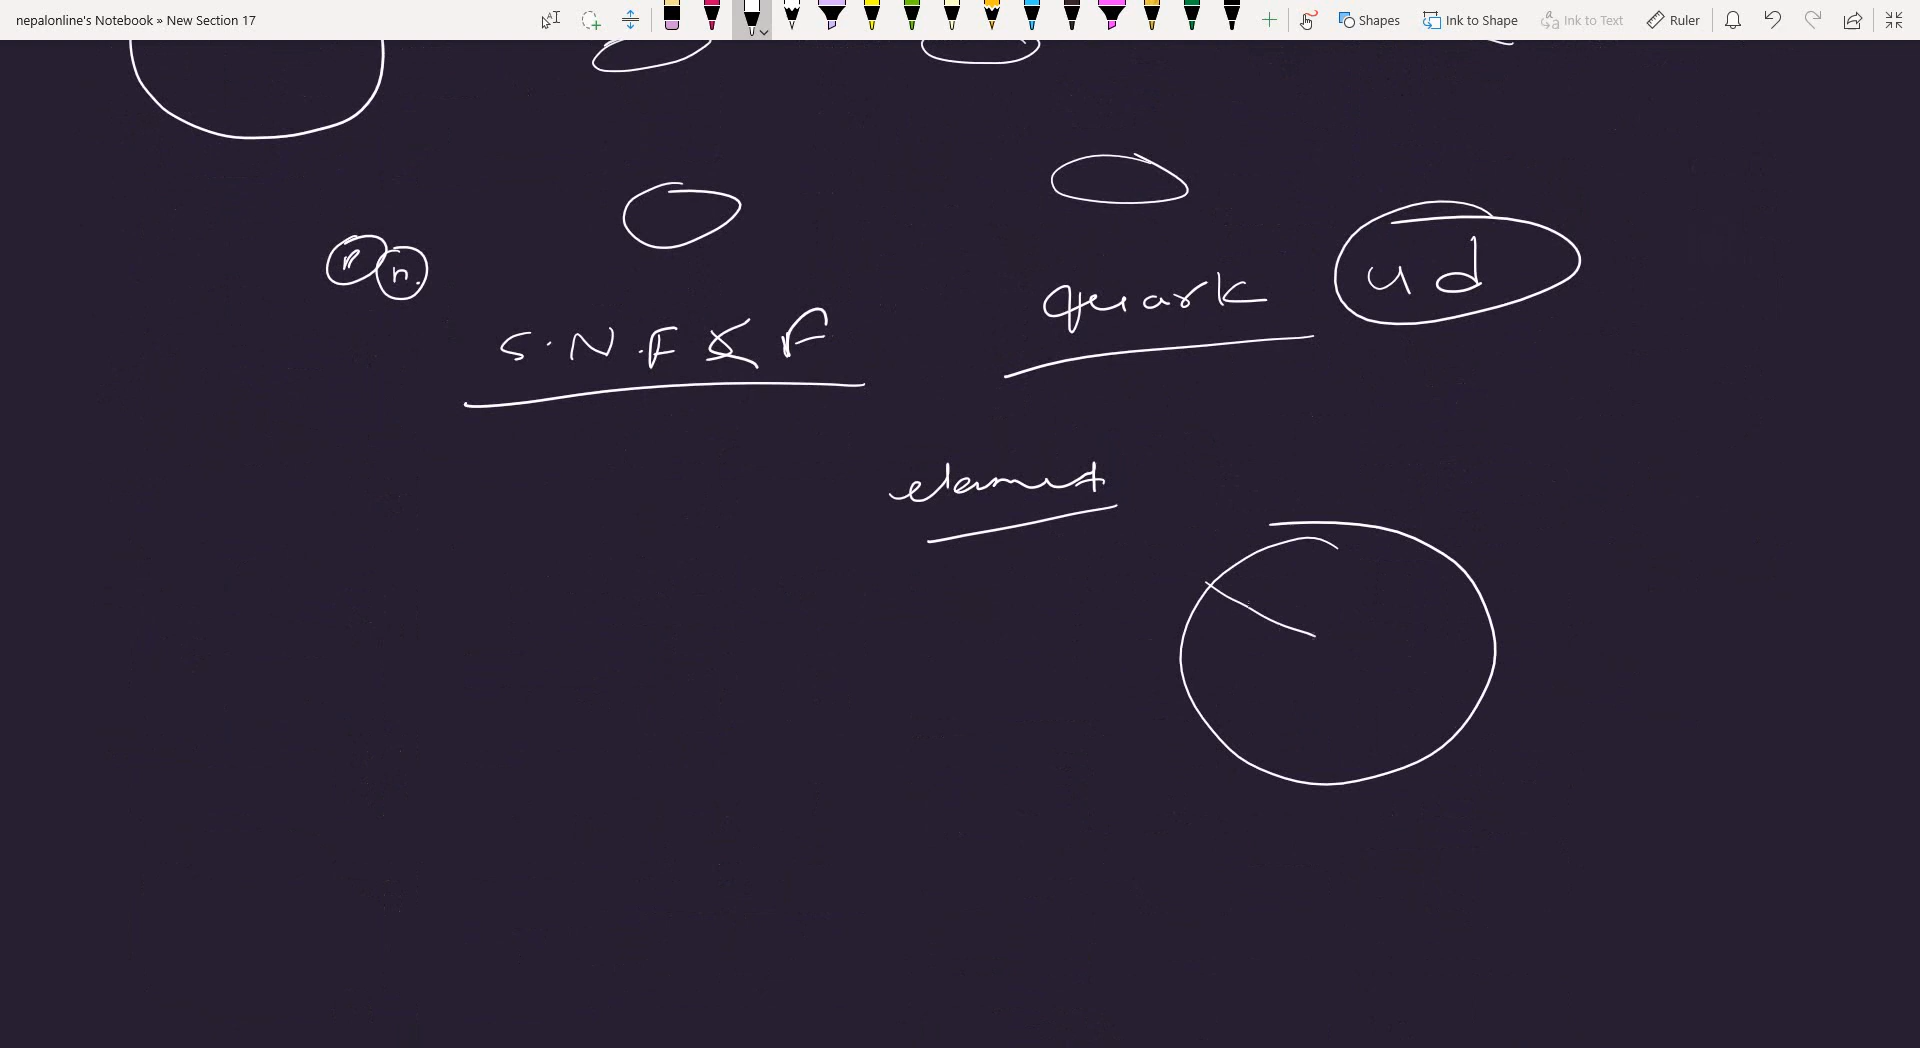 nepalonline's Notebook » New Section 17
Shapes
Ink to Shape
Ink to Text
Ruler
P n.
S.N.F & F
quark
u d
element